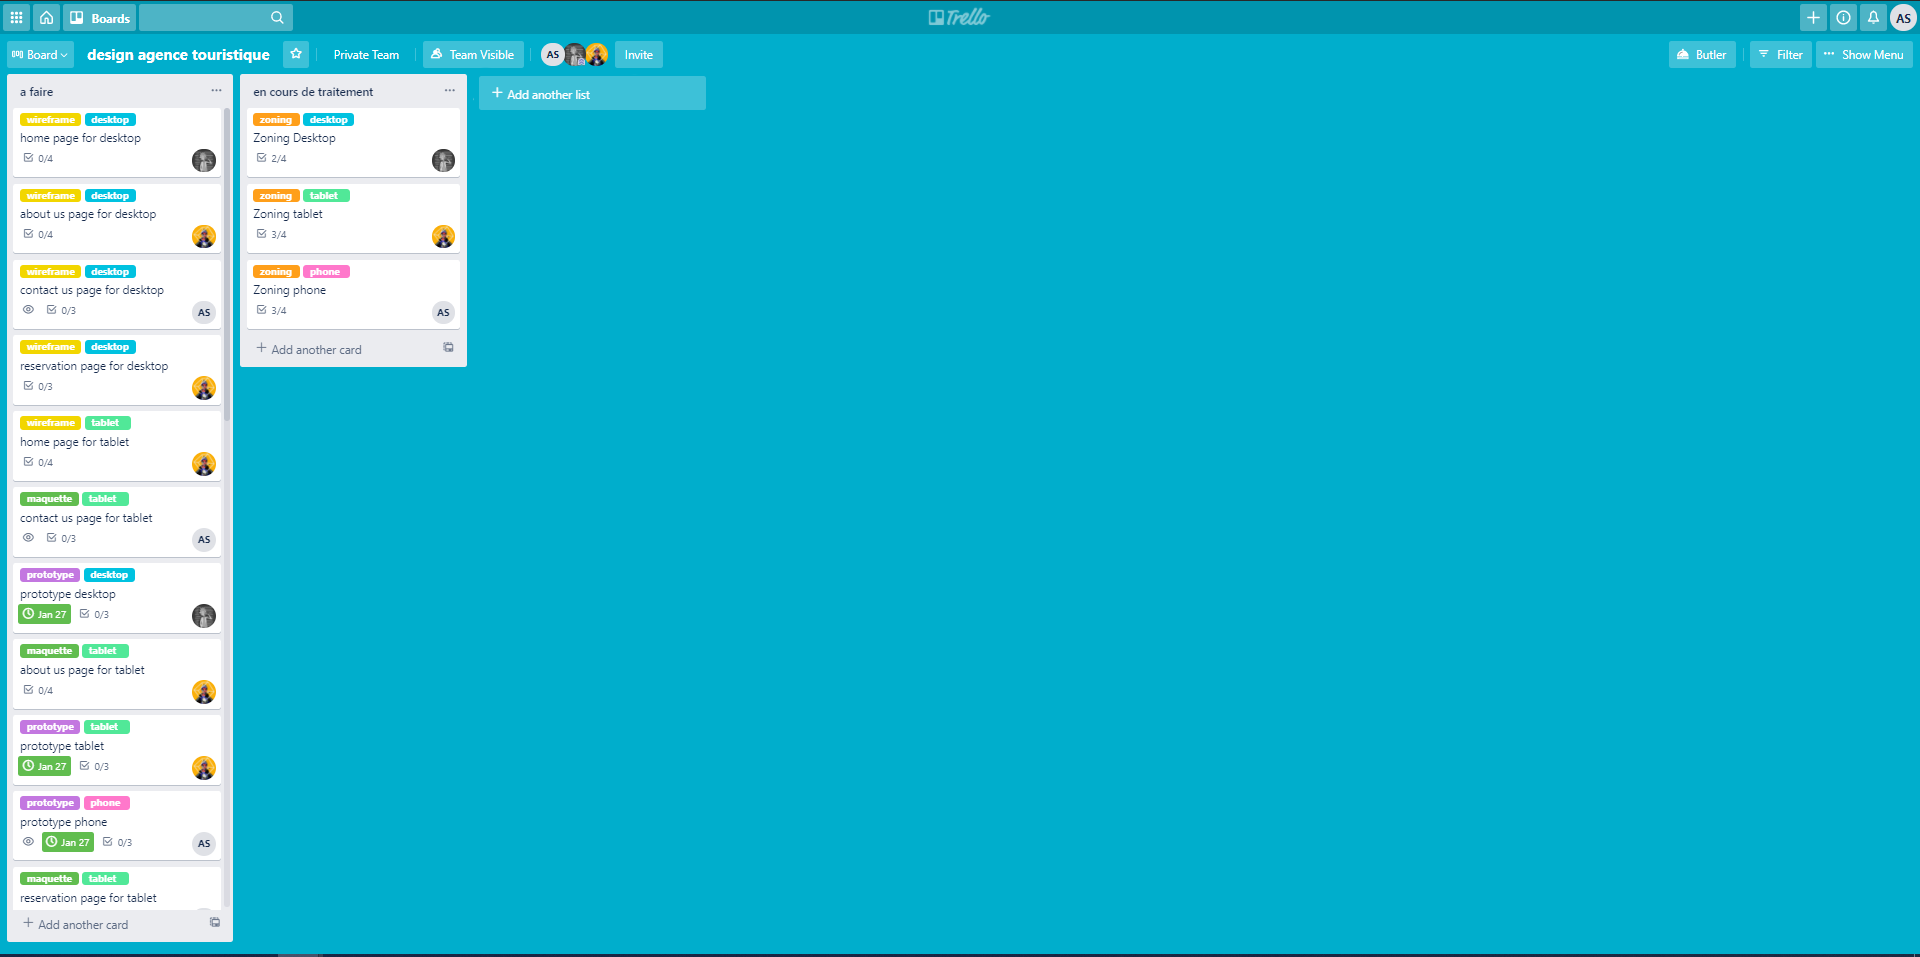 Boards
Trello
AS
Board
design agence touristique
Private Team
Team Visible
AS
Invite
Butler
Filter
Show Menu
a faire
wireframe desktop
home page for desktop
0/4
wireframe desktop
about us page for desktop
0/4
wireframe desktop
contact us page for desktop
0/3
AS
wireframe desktop
reservation page for desktop
0/3
wireframe tablet
home page for tablet
0/4
maquette tablet
contact us page for tablet
0/3
AS
prototype desktop
prototype desktop
Jan 27 0/3
maquette tablet
about us page for tablet
0/4
prototype tablet
prototype tablet
Jan 27 0/3
prototype phone
prototype phone
Jan 27 0/3
AS
maquette tablet
reservation page for tablet
Add another card
en cours de traitement
zoning desktop
Zoning Desktop
2/4
zoning tablet
Zoning tablet
3/4
zoning phone
Zoning phone
3/4
AS
Add another card
Add another list